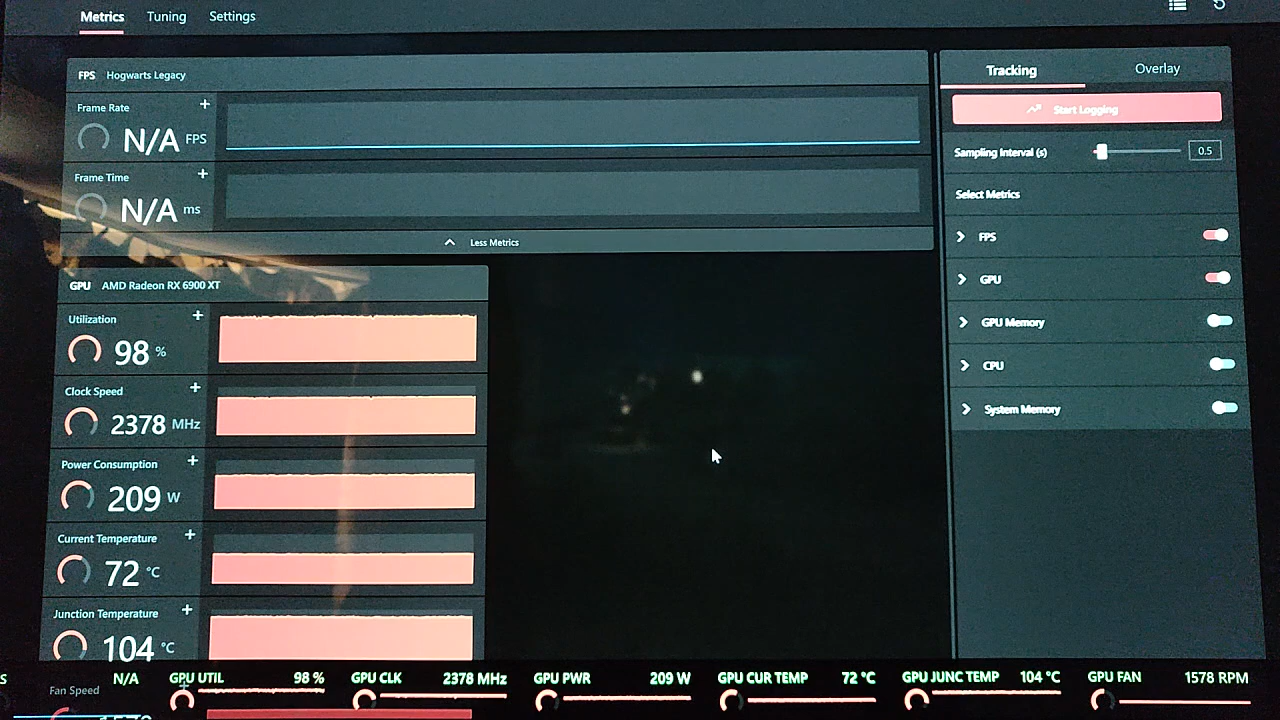 Metrics Tuning Settings
FPS Hogwarts Legacy
Frame Rate
N/A FPS
Frame Time
N/A ms
Less Metrics
GPU AMD Radeon RX 6900 XT
Utilization
98 %
Clock Speed
2378 MHz
Power Consumption
209 W
Current Temperature
72 °C
Junction Temperature
104 °C
Fan Speed
Tracking Overlay
Start Logging
Sampling Interval (s) 0.5
Select Metrics
FPS
GPU
GPU Memory
CPU
System Memory
S N/A GPU UTIL 98 % GPU CLK 2378 MHz GPU PWR 209 W GPU CUR TEMP 72 °C GPU JUNC TEMP 104 °C GPU FAN 1578 RPM